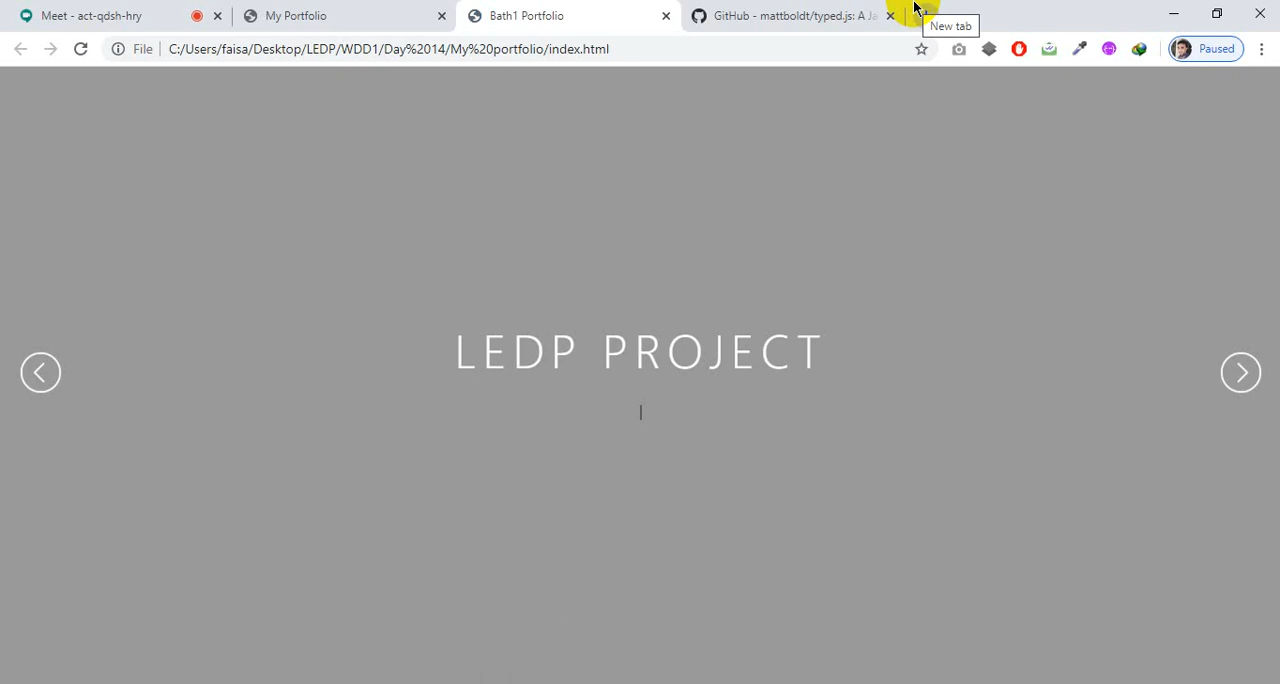 Meet - act-qdsh-hry
My Portfolio
Bath1 Portfolio
GitHub - mattboldt/typed.js: A Ja
New tab
File
C:/Users/faisa/Desktop/LEDP/WDD1/Day%2014/My%20portfolio/index.html
Paused
LEDP PROJECT